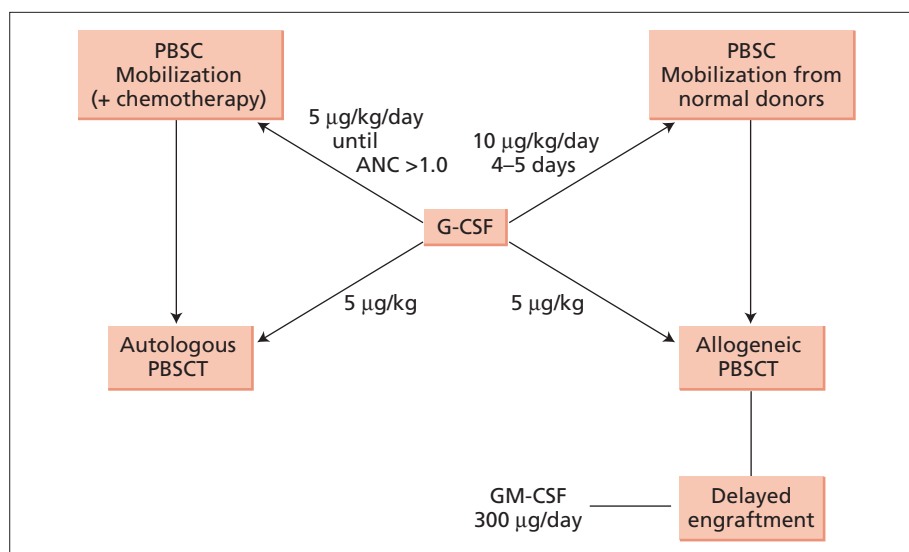 PBSC
Mobilization
(+ chemotherapy)
PBSC
Mobilization from
normal donors
5 μg/kg/day
until
ANC >1.0
10 μg/kg/day
4–5 days
G-CSF
5 μg/kg
5 μg/kg
Autologous
PBSCT
Allogeneic
PBSCT
GM-CSF
300 μg/day
Delayed
engraftment